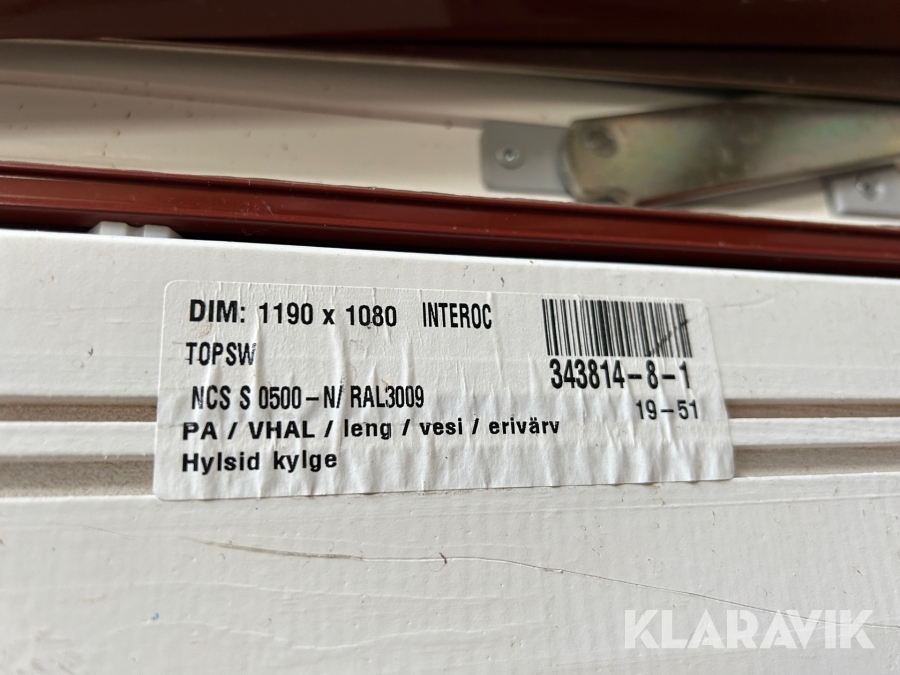 DIM: 1190 x 1080 INTEROC
TOPSW
343814-8-1
NCS S 0500-N/ RAL3009
19-51
PA / VHAL / leng / vesi / erivärv
Hylsid kylge
KLARAVIK